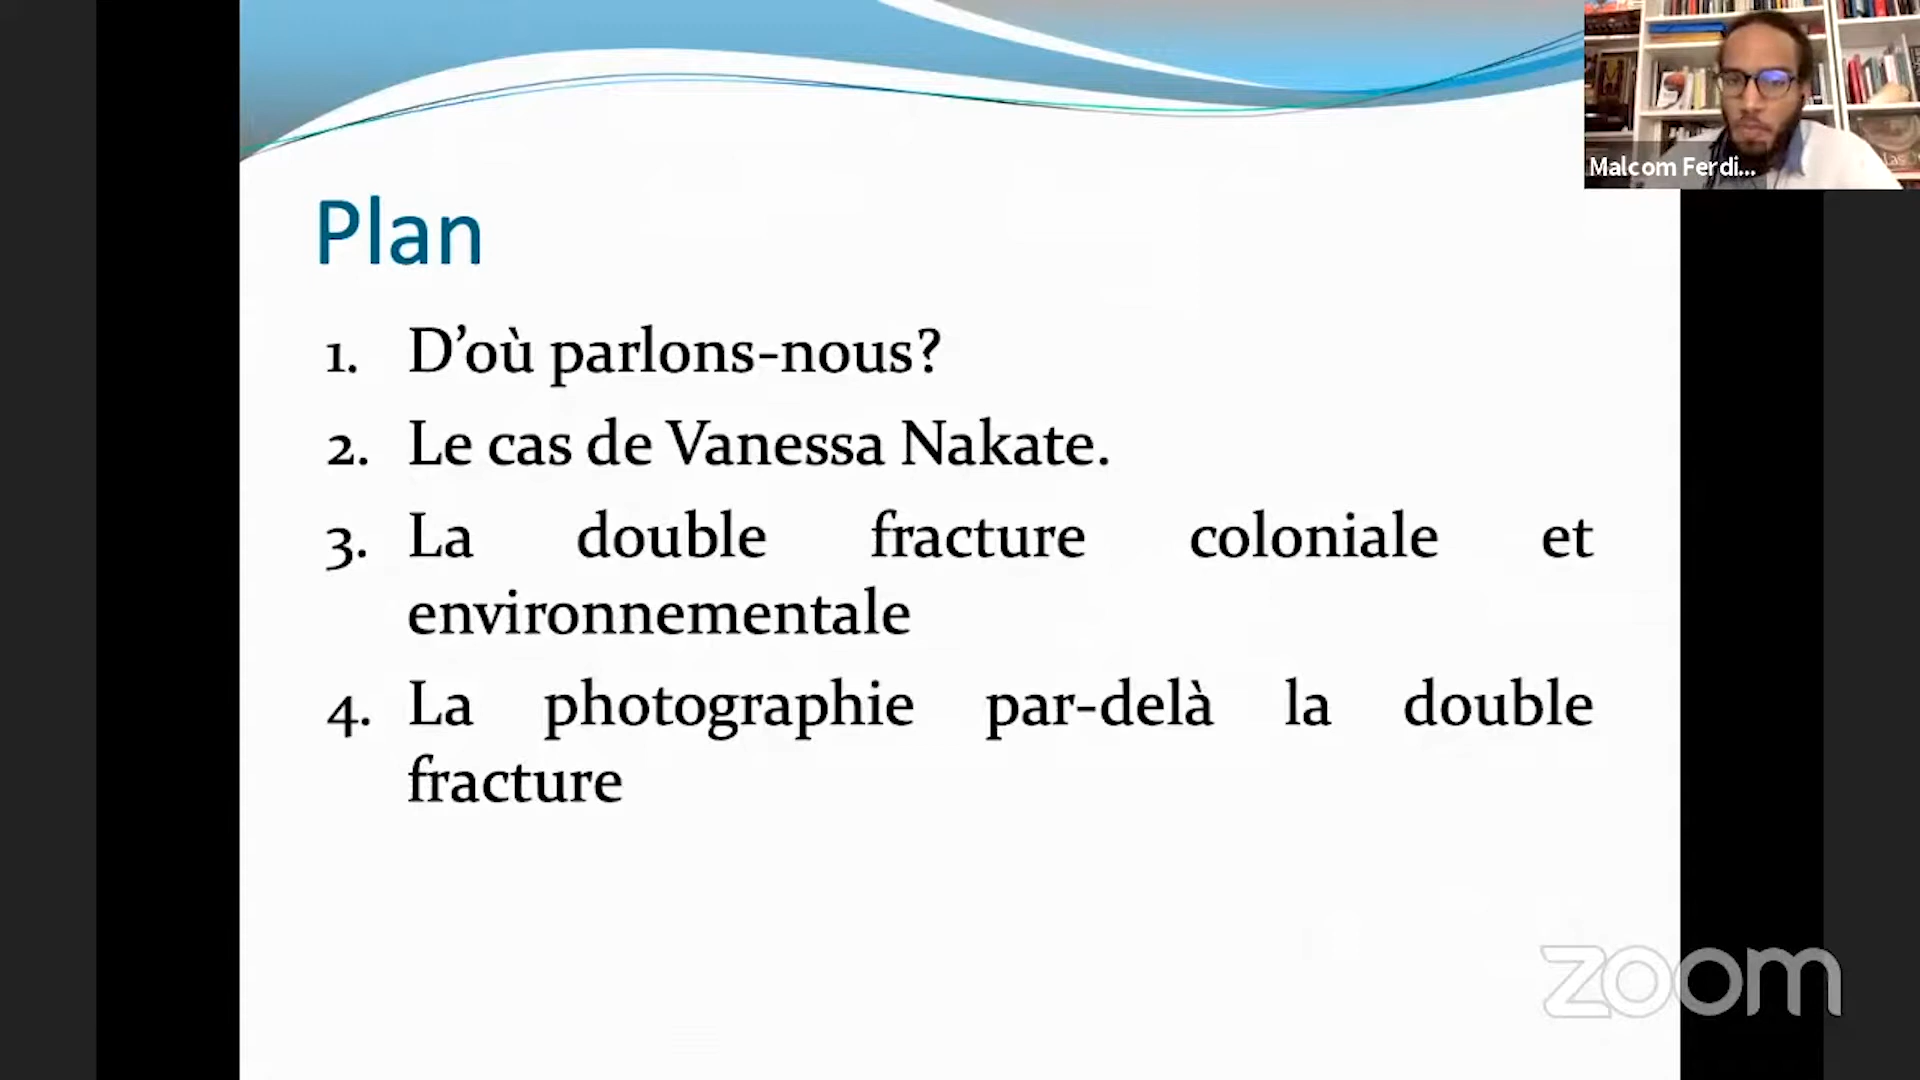 Malcom Ferdi...
Plan
1. D’où parlons-nous?
2. Le cas de Vanessa Nakate.
3. La double fracture coloniale et
environnementale
4. La photographie par-delà la double
fracture
zoom